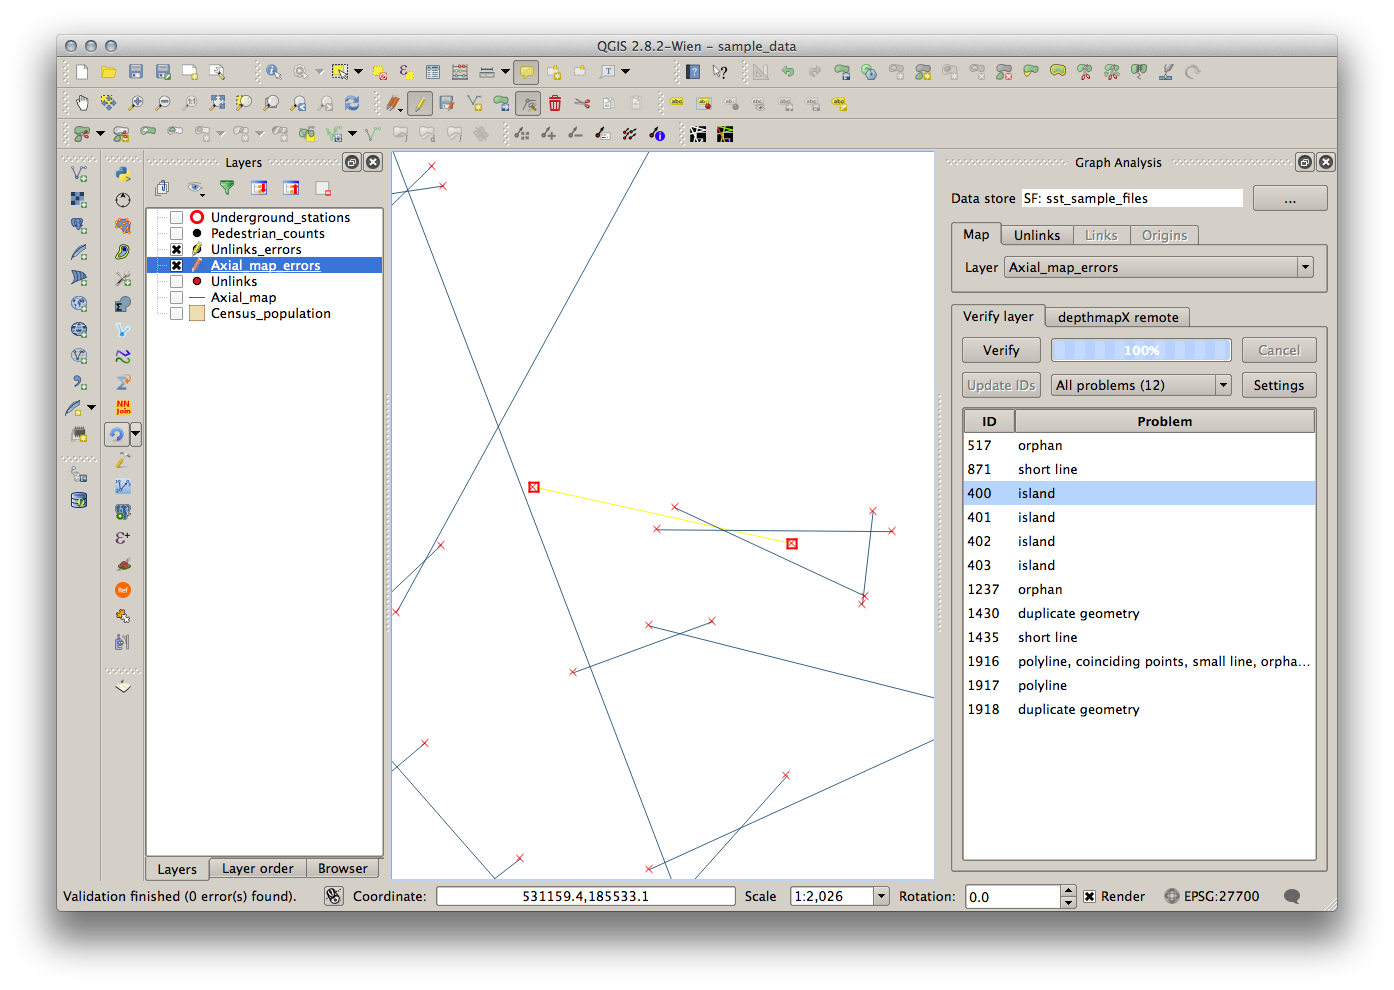 QGIS 2.8.2-Wien - sample_data
Layers
Underground_stations
Pedestrian_counts
Unlinks_errors
Axial_map_errors
Unlinks
Axial_map
Census_population
Layers Layer order Browser
Graph Analysis
Data store SF: sst_sample_files ...
Map Unlinks Links Origins
Layer Axial_map_errors
Verify layer depthmapX remote
Verify 100% Cancel
Update IDs All problems (12) Settings
ID Problem
517 orphan
871 short line
400 island
401 island
402 island
403 island
1237 orphan
1430 duplicate geometry
1435 short line
1916 polyline, coinciding points, small line, orpha...
1917 polyline
1918 duplicate geometry
Validation finished (0 error(s) found). Coordinate: 531159.4,185533.1 Scale 1:2,026 Rotation: 0.0 Render EPSG:27700